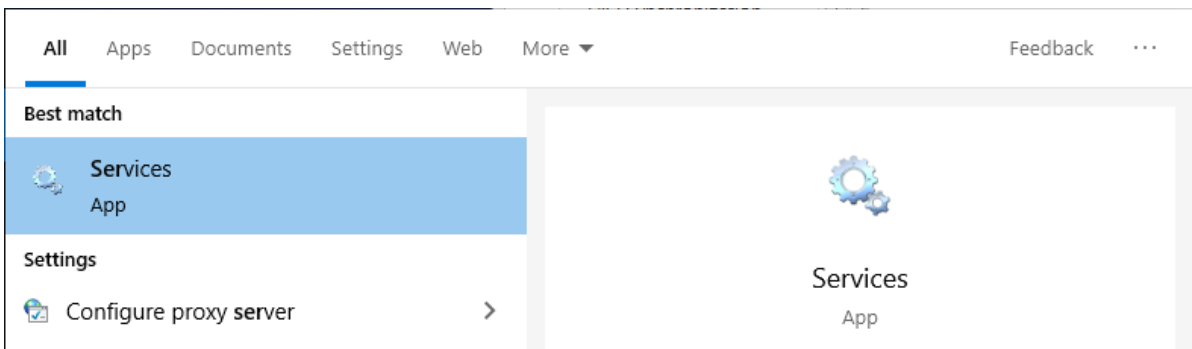 All Apps Documents Settings Web More Feedback ...
Best match
Services
App
Settings
Configure proxy server
Services
App